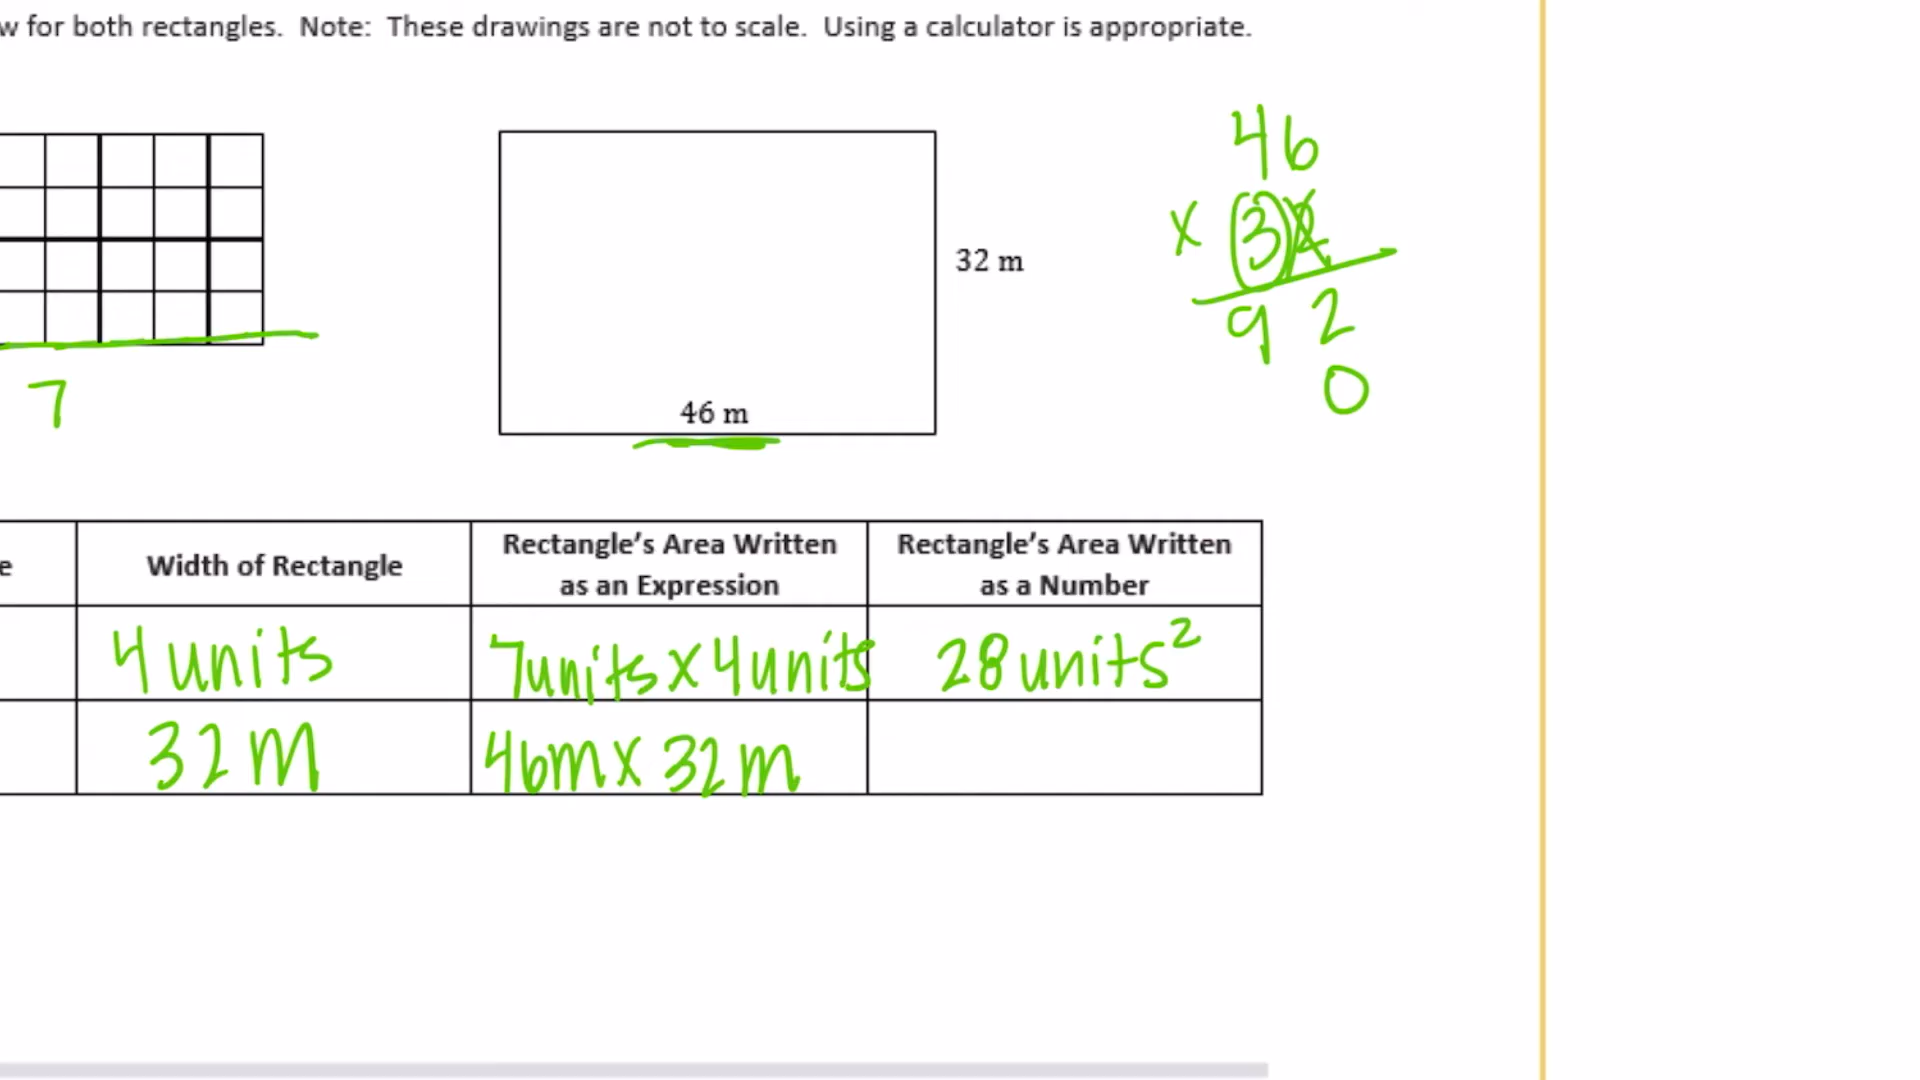 w for both rectangles. Note: These drawings are not to scale. Using a calculator is appropriate.
46
x 32
92
0
32 m
46 m
7
e
Width of Rectangle
Rectangle's Area Written
as an Expression
Rectangle's Area Written
as a Number
4 units
7units x 4units
28 units²
32 m
46m x 32 m